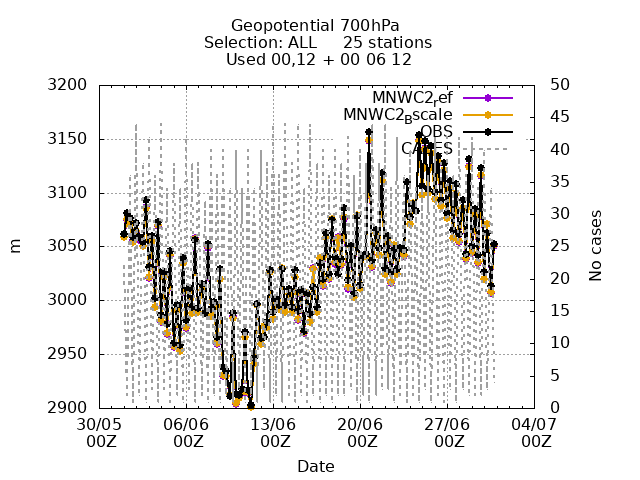 Geopotential 700hPa
Selection: ALL     25 stations
Used 00,12 + 00 06 12
MNWC2ref
MNWC2Bscale
OBS
CASES
3200
3150
3100
3050
3000
2950
2900
50
45
40
35
30
25
20
15
10
5
0
m
No cases
30/05 06/06 13/06 20/06 27/06 04/07
00Z 00Z 00Z 00Z 00Z 00Z
Date